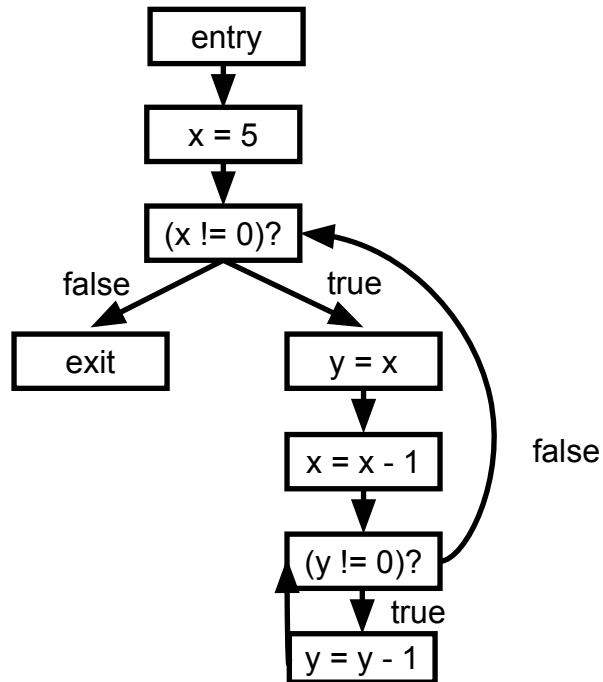 entry
x = 5
(x != 0)?
false
true
exit
y = x
x = x - 1
false
(y != 0)?
true
y = y - 1